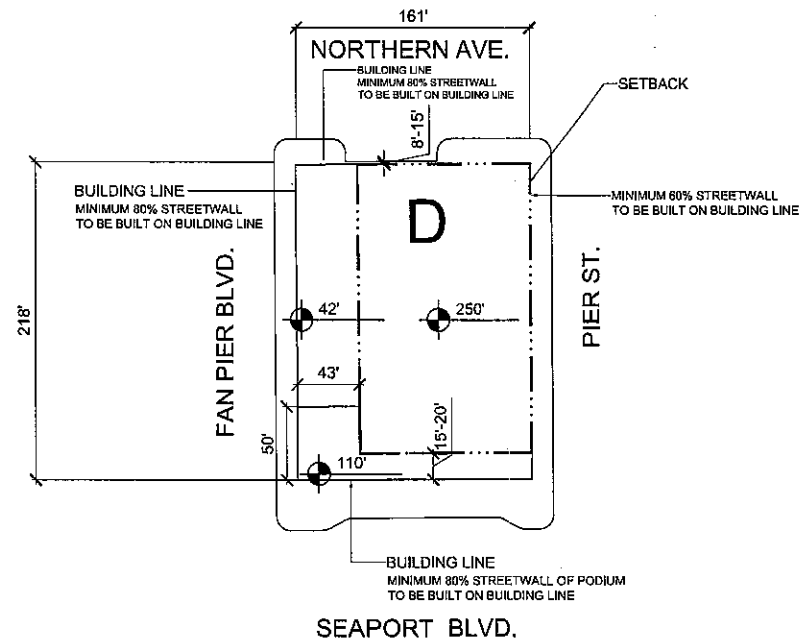 161'
NORTHERN AVE.
BUILDING LINE
MINIMUM 80% STREETWALL
TO BE BUILT ON BUILDING LINE
8'-15'
SETBACK
BUILDING LINE
MINIMUM 80% STREETWALL
TO BE BUILT ON BUILDING LINE
MINIMUM 60% STREETWALL
TO BE BUILT ON BUILDING LINE
D
FAN PIER BLVD.
PIER ST.
218'
42'
250'
43'
50'
15'-20'
110'
BUILDING LINE
MINIMUM 80% STREETWALL OF PODIUM
TO BE BUILT ON BUILDING LINE
SEAPORT BLVD.